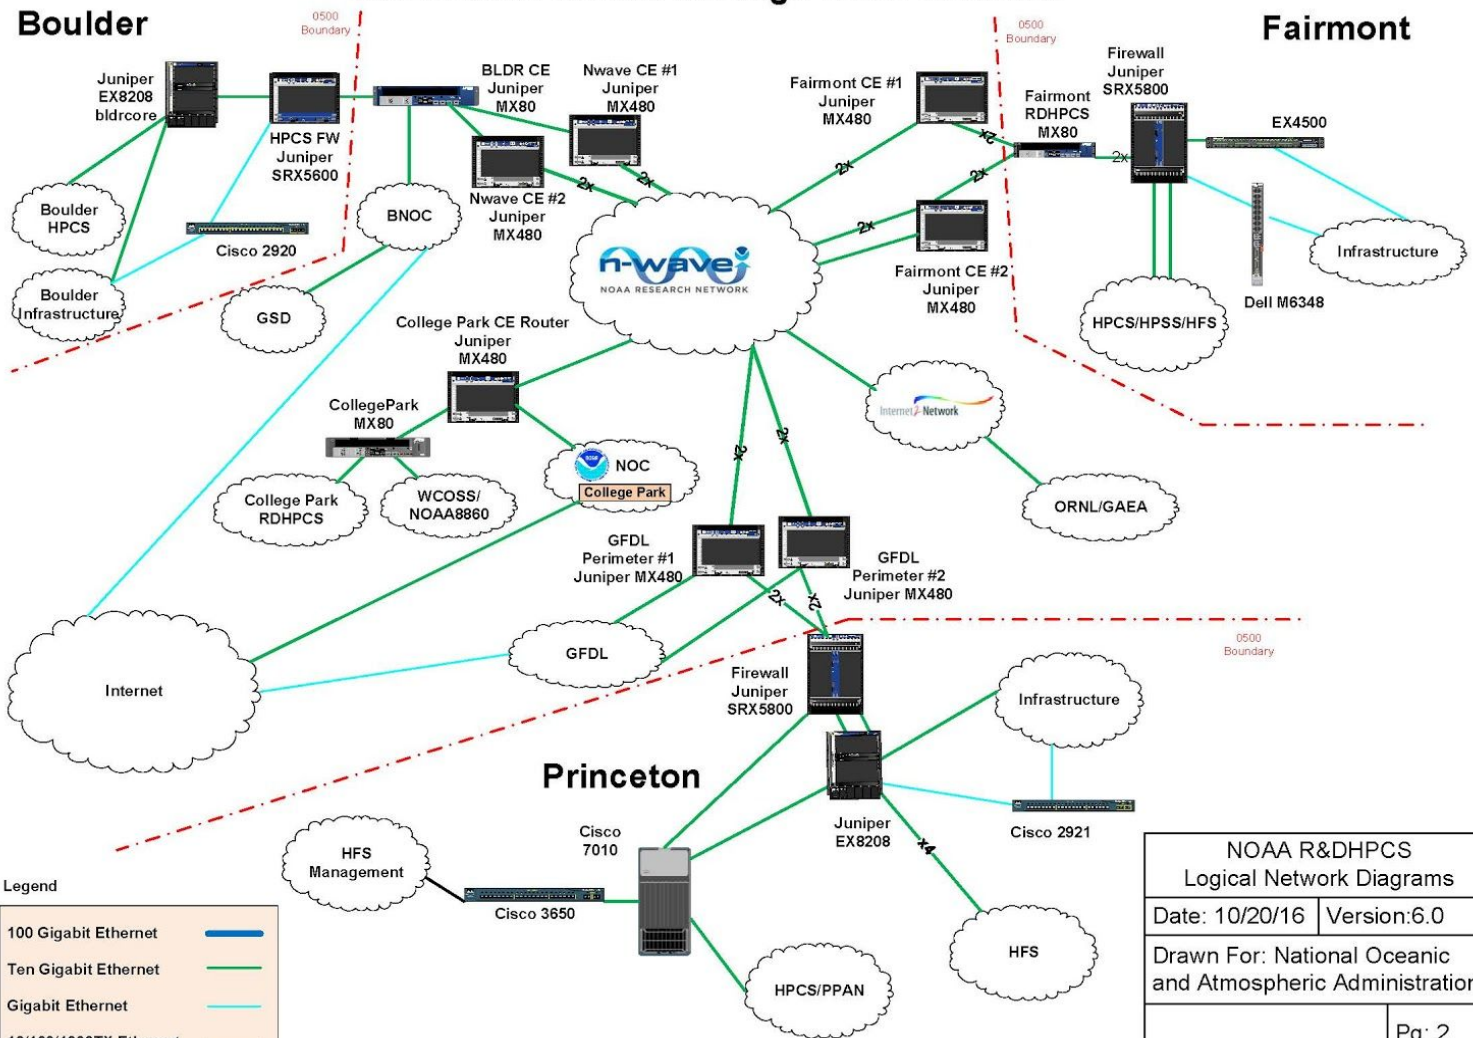 Boulder
0500
Boundary
Juniper
EX8208
bldrcore
HPCS FW
Juniper
SRX5600
BLDR CE
Juniper
MX80
Nwave CE #1
Juniper
MX480
Nwave CE #2
Juniper
MX480
2x
2x
Boulder
HPCS
Boulder
Infrastructure
Cisco 2920
BNOC
GSD
n-wave
NOAA RESEARCH NETWORK
Fairmont
0500
Boundary
Fairmont CE #1
Juniper
MX480
Fairmont
RDHPCS
MX80
Firewall
Juniper
SRX5800
EX4500
2x
2x
2x
2x
2x
Fairmont CE #2
Juniper
MX480
Infrastructure
Dell M6348
HPCS/HPSS/HFS
College Park CE Router
Juniper
MX480
CollegePark
MX80
College Park
RDHPCS
WCOSS/
NOAA8860
NOC
College Park
Internet2 Network
ORNL/GAEA
2x
2x
GFDL
Perimeter #1
Juniper MX480
GFDL
Perimeter #2
Juniper MX480
2x
2x
GFDL
Internet
0500
Boundary
Firewall
Juniper
SRX5800
Infrastructure
Princeton
Juniper
EX8208
Cisco 2921
x4
Cisco
7010
HFS
Management
Cisco 3650
HPCS/PPAN
HFS
Legend
100 Gigabit Ethernet
Ten Gigabit Ethernet
Gigabit Ethernet
NOAA R&DHPCS
Logical Network Diagrams
Date: 10/20/16
Version:6.0
Drawn For: National Oceanic
and Atmospheric Administration
Pg: 2